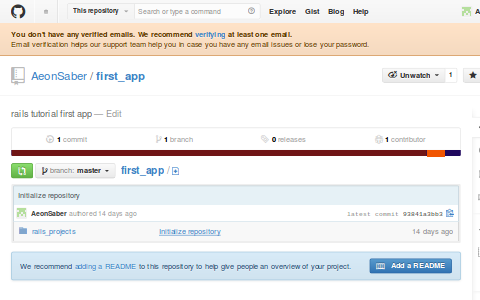 This repository Search or type a command Explore Gist Blog Help A
You don't have any verified emails. We recommend verifying at least one email.
Email verification helps our support team help you in case you have any email issues or lose your password.
AeonSaber / first_app Unwatch 1
rails tutorial first app — Edit
1 commit 1 branch 0 releases 1 contributor
branch: master first_app /
Initialize repository
AeonSaber authored 14 days ago latest commit 93841a3bb3
rails_projects Initialize repository 14 days ago
We recommend adding a README to this repository to help give people an overview of your project. Add a README